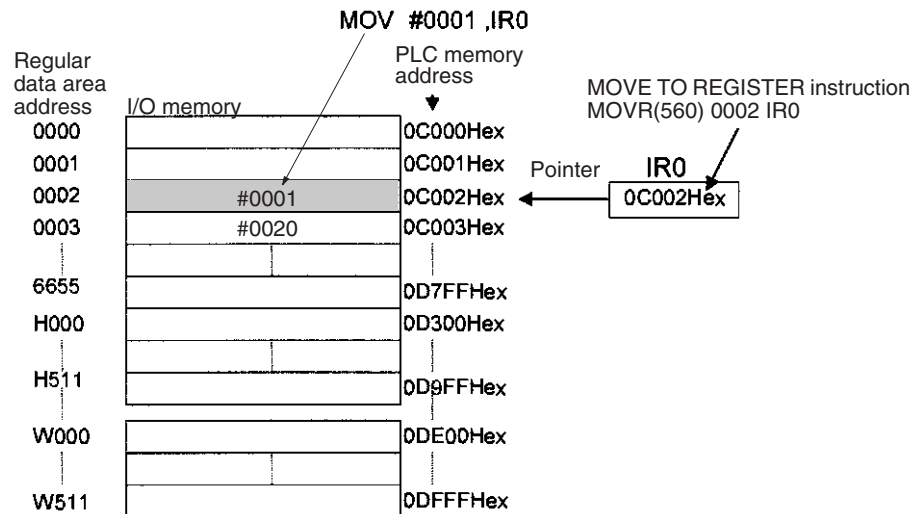 MOV #0001 ,IR0
Regular
data area
address
I/O memory
PLC memory
address
MOVE TO REGISTER instruction
MOVR(560) 0002 IR0
0000
0C000Hex
0001
0C001Hex
Pointer
IR0
0002
#0001
0C002Hex
0C002Hex
0003
#0020
0C003Hex
6655
0D7FFHex
H000
0D300Hex
H511
0D9FFHex
W000
0DE00Hex
W511
0DFFFHex